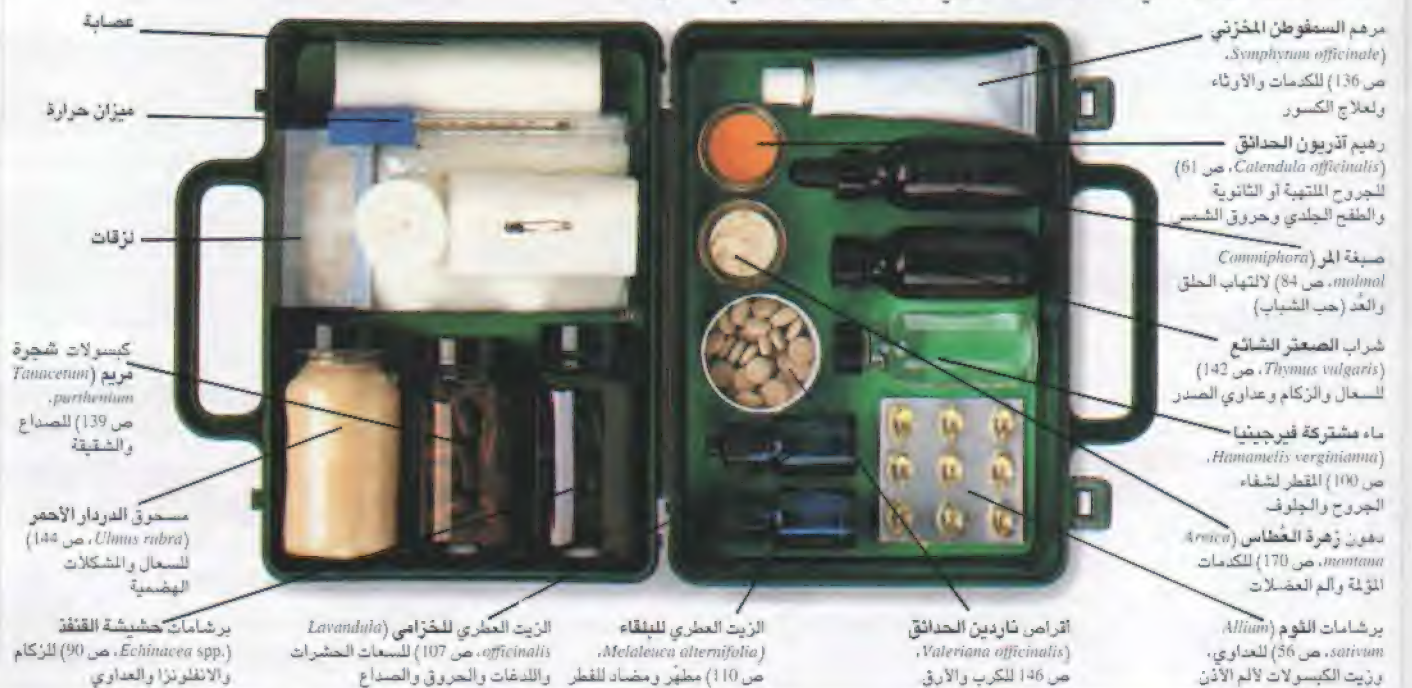 مرهم السمفوطن المخزني
(Symphytum officinale،
ص 136) للكدمات والأوثاء
ولعلاج الكسور
رهيم آذريون الحدائق
(Calendula officinalis، ص 61)
للجروح الملتهبة أو الثانوية
والطفح الجلدي وحروق الشمس
صبغة المر (Commiphora
molmol، ص 84) لالتهاب الحلق
والعُد (حب الشباب)
شراب الصعتر الشائع
(Thymus vulgaris، ص 142)
للسعال والزكام وعداوي الصدر
ماء مشتركة فيرجينيا
(Hamamelis verginianna،
ص 100) المقطر لشفاء
الجروح والجلوف
دهون زهرة العُطاس (Arnica
montana، ص 170) للكدمات
المؤلمة وألم العضلات
برشامات الثوم (Allium
sativum، ص 56) للعداوي،
وزيت الكبسولات لألم الأذن
أقراص ناردين الحدائق
(Valeriana officinalis،
ص 146 للكرب والأرق
الزيت العطري للبلقاء
(Melaleuca alternifolia،
ص 110) مطهّر ومضاد للفطر
الزيت العطري للخزامى (Lavandula
officinalis، ص 107) للسعات الحشرات
واللدغات والحروق والصداع
عصابة
ميزان حرارة
لزقات
كبسولات شجرة
مريم (Tanacetum
parthenium،
ص 139) للصداع
والشقيقة
مسحوق الدردار الأحمر
(Ulmus rubra، ص 144)
للسعال والمشكلات
الهضمية
برشامات حشيشة القنفذ
(Echinacea spp.، ص 90) للزكام
والانفلونزا والعداوي